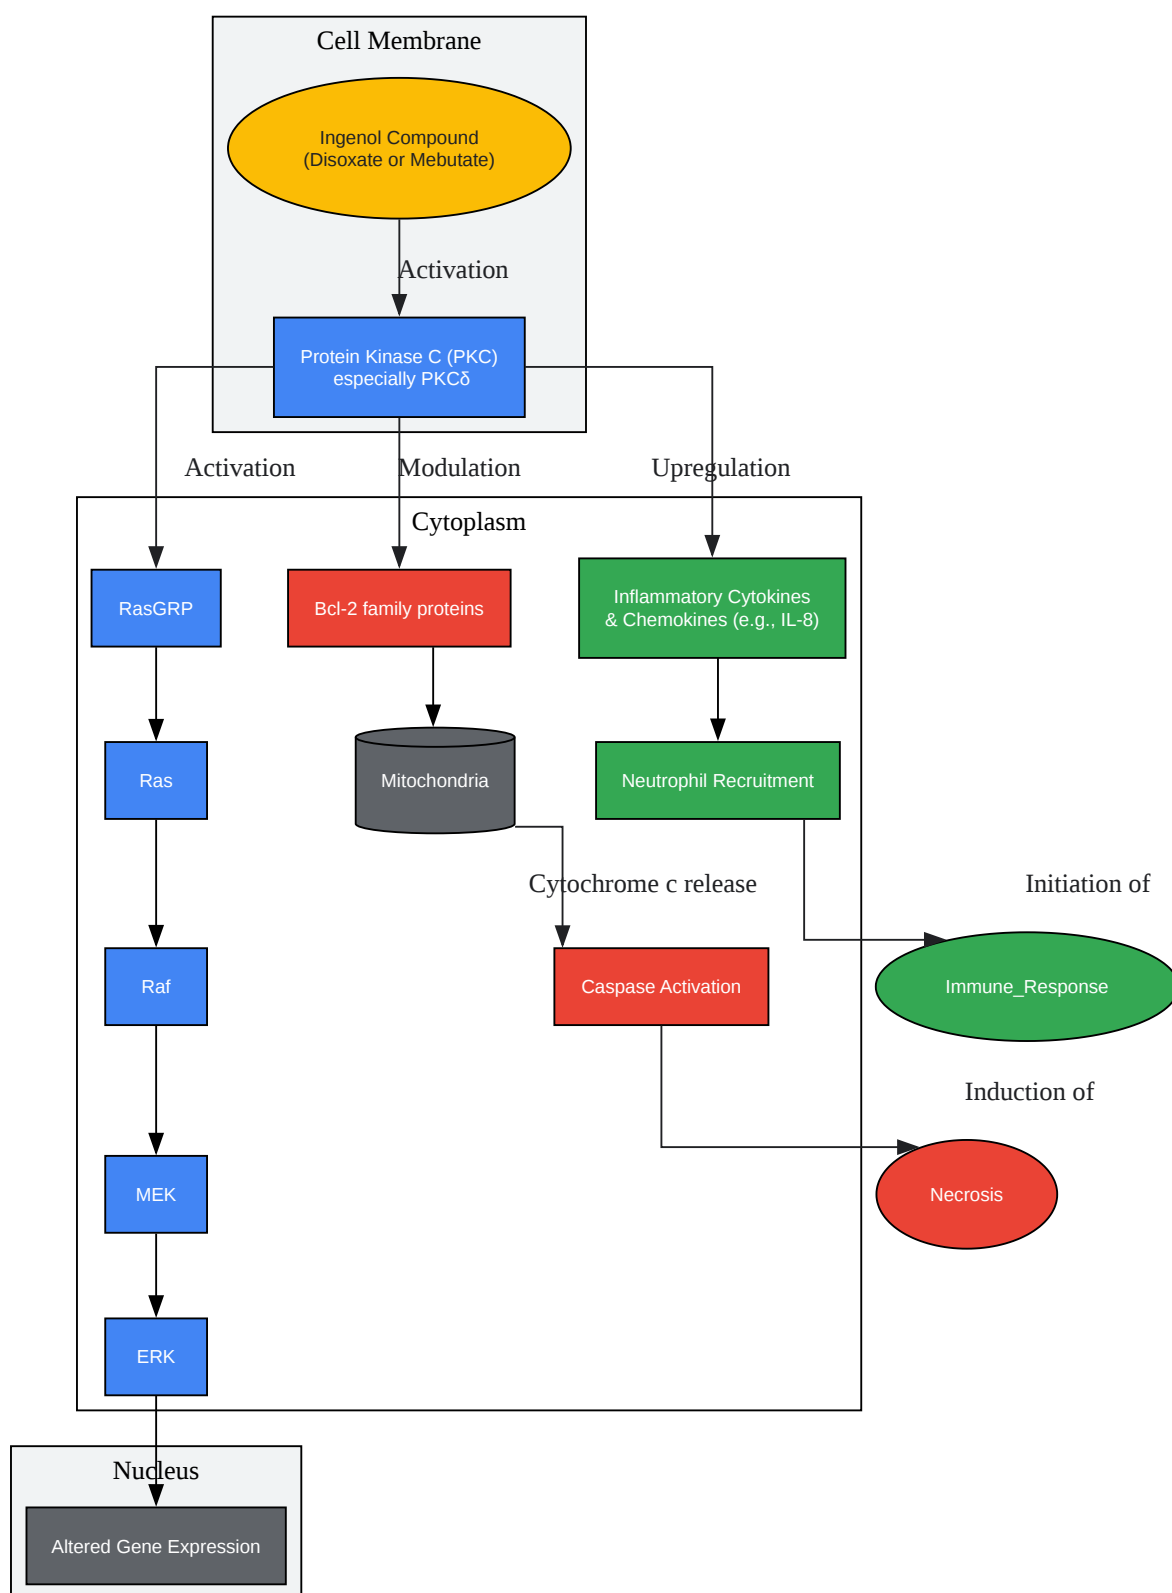 Cell Membrane
Ingenol Compound
(Disoxate or Mebutate)
Activation
Protein Kinase C (PKC)
especially PKCδ
Activation
Modulation
Upregulation
Cytoplasm
RasGRP
Bcl-2 family proteins
Inflammatory Cytokines
& Chemokines (e.g., IL-8)
Ras
Mitochondria
Neutrophil Recruitment
Cytochrome c release
Initiation of
Raf
Caspase Activation
Immune_Response
Induction of
MEK
Necrosis
ERK
Nucleus
Altered Gene Expression